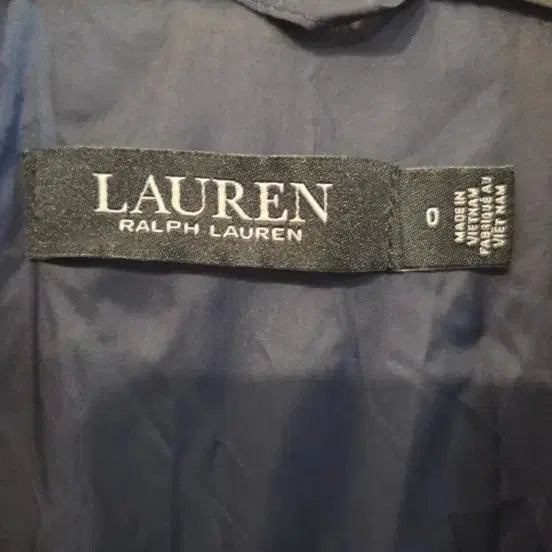 LAUREN
RALPH LAUREN
0
MADE IN
VIETNAM
FABRIQUÉ AU
VIET NAM